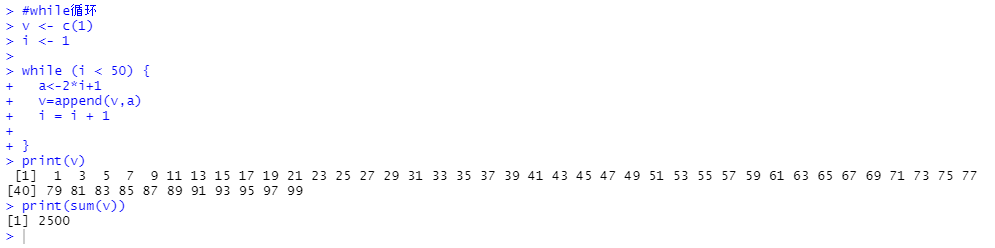 > #while循环
> v <- c(1)
> i <- 1
>
> while (i < 50) {
+   a<-2*i+1
+   v=append(v,a)
+   i = i + 1
+
+ }
> print(v)
 [1]  1  3  5  7  9 11 13 15 17 19 21 23 25 27 29 31 33 35 37 39 41 43 45 47 49 51 53 55 57 59 61 63 65 67 69 71 73 75 77
[40] 79 81 83 85 87 89 91 93 95 97 99
> print(sum(v))
[1] 2500
>